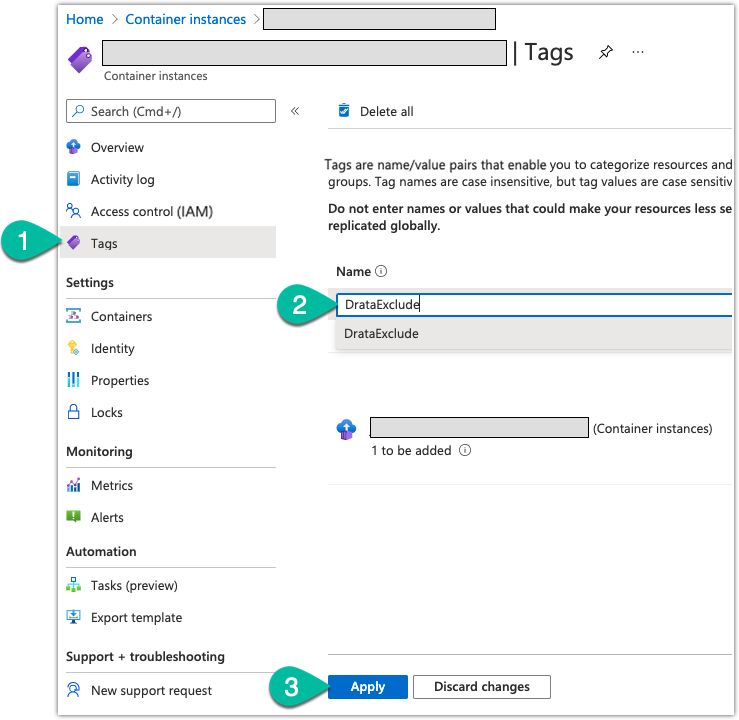 Home > Container instances >
| Tags
...
Container instances
Search (Cmd+/)
«
Delete all
Overview
Activity log
Access control (IAM)
1
Tags
Settings
Containers
Identity
Properties
Locks
Monitoring
Metrics
Alerts
Automation
Tasks (preview)
Export template
Support + troubleshooting
New support request
Tags are name/value pairs that enable you to categorize resources and
groups. Tag names are case insensitive, but tag values are case sensitiv
Do not enter names or values that could make your resources less se
replicated globally.
Name
2
DrataExclude
DrataExclude
(Container instances)
1 to be added
3
Apply
Discard changes